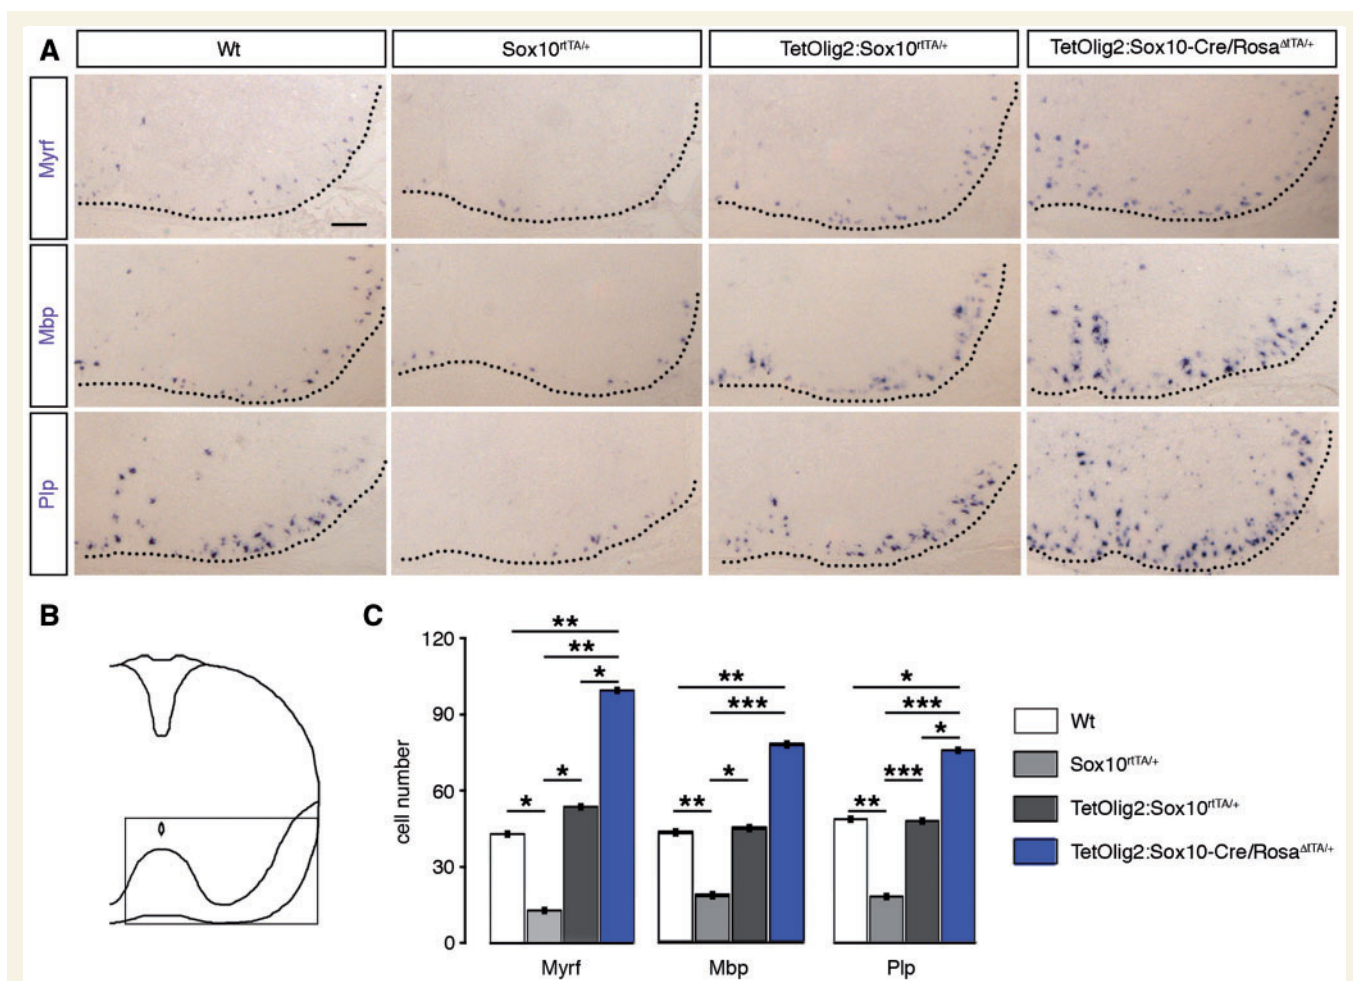 A
Wt
Sox10rtTA/+
TetOlig2:Sox10rtTA/+
TetOlig2:Sox10-Cre/RosaΔtTA/+
Myrf
Mbp
Plp
B
C
cell number
120
90
60
30
0
**
**
*
*
*
**
***
*
**
*
***
*
***
**
Myrf
Mbp
Plp
Wt
Sox10rtTA/+
TetOlig2:Sox10rtTA/+
TetOlig2:Sox10-Cre/RosaΔtTA/+